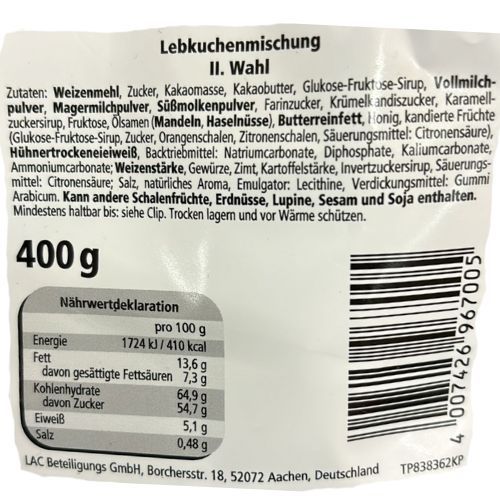 Lebkuchenmischung
II. Wahl
Zutaten: Weizenmehl, Zucker, Kakaomasse, Kakaobutter, Glukose-Fruktose-Sirup, Vollmilch-
pulver, Magermilchpulver, Süßmolkenpulver, Farinzucker, Krümelkandiszucker, Karamell-
zuckersirup, Fruktose, Ölsamen (Mandeln, Haselnüsse), Butterreinfett, Honig, kandierte Früchte
(Glukose-Fruktose-Sirup, Zucker, Orangenschalen, Zitronenschalen, Säuerungsmittel: Citronensäure),
Hühnertrockeneieiweiß, Backtriebmittel: Natriumcarbonate, Diphosphate, Kaliumcarbonate,
Ammoniumcarbonate; Weizenstärke, Gewürze, Zimt, Kartoffelstärke, Invertzuckersirup, Säuerungs-
mittel: Citronensäure; Salz, natürliches Aroma, Emulgator: Lecithine, Verdickungsmittel: Gummi
Arabicum. Kann andere Schalenfrüchte, Erdnüsse, Lupine, Sesam und Soja enthalten.
Mindestens haltbar bis: siehe Clip. Trocken lagern und vor Wärme schützen.
400 g
Nährwertdeklaration
pro 100 g
Energie 1724 kJ / 410 kcal
Fett 13,6 g
davon gesättigte Fettsäuren 7,3 g
Kohlenhydrate 64,9 g
davon Zucker 54,7 g
Eiweiß 5,1 g
Salz 0,48 g
4 007426 967005
LAC Beteiligungs GmbH, Borchersstr. 18, 52072 Aachen, Deutschland TP838362KP